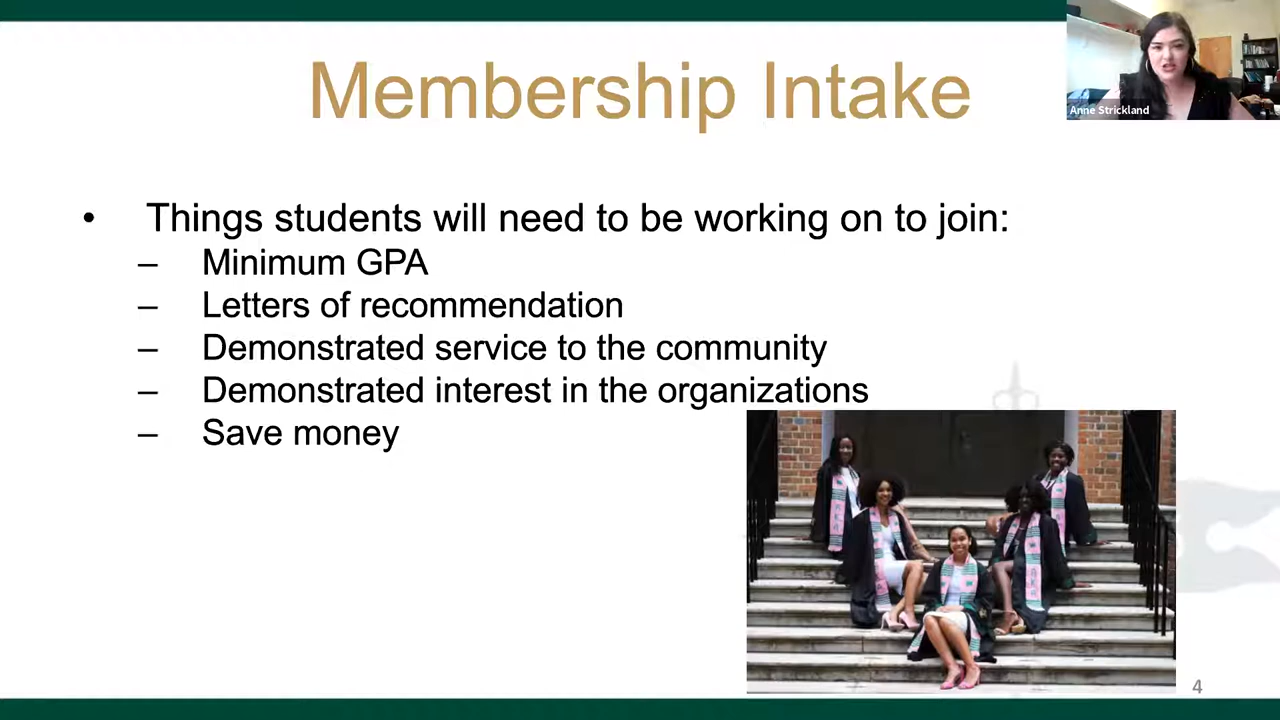 Membership Intake
Anne Strickland
• Things students will need to be working on to join:
– Minimum GPA
– Letters of recommendation
– Demonstrated service to the community
– Demonstrated interest in the organizations
– Save money
4